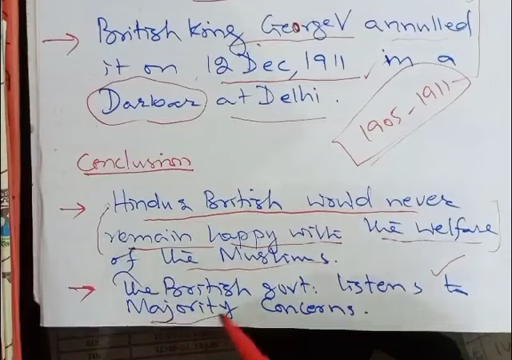 → British King George V annulled
it on 12 Dec, 1911 ✓ in a
Darbar at Delhi.
1905-1911
Conclusion
→ Hindu & British would never
remain happy with the welfare
of the Muslims.
→ The British govt: listens to
Majority Concerns.